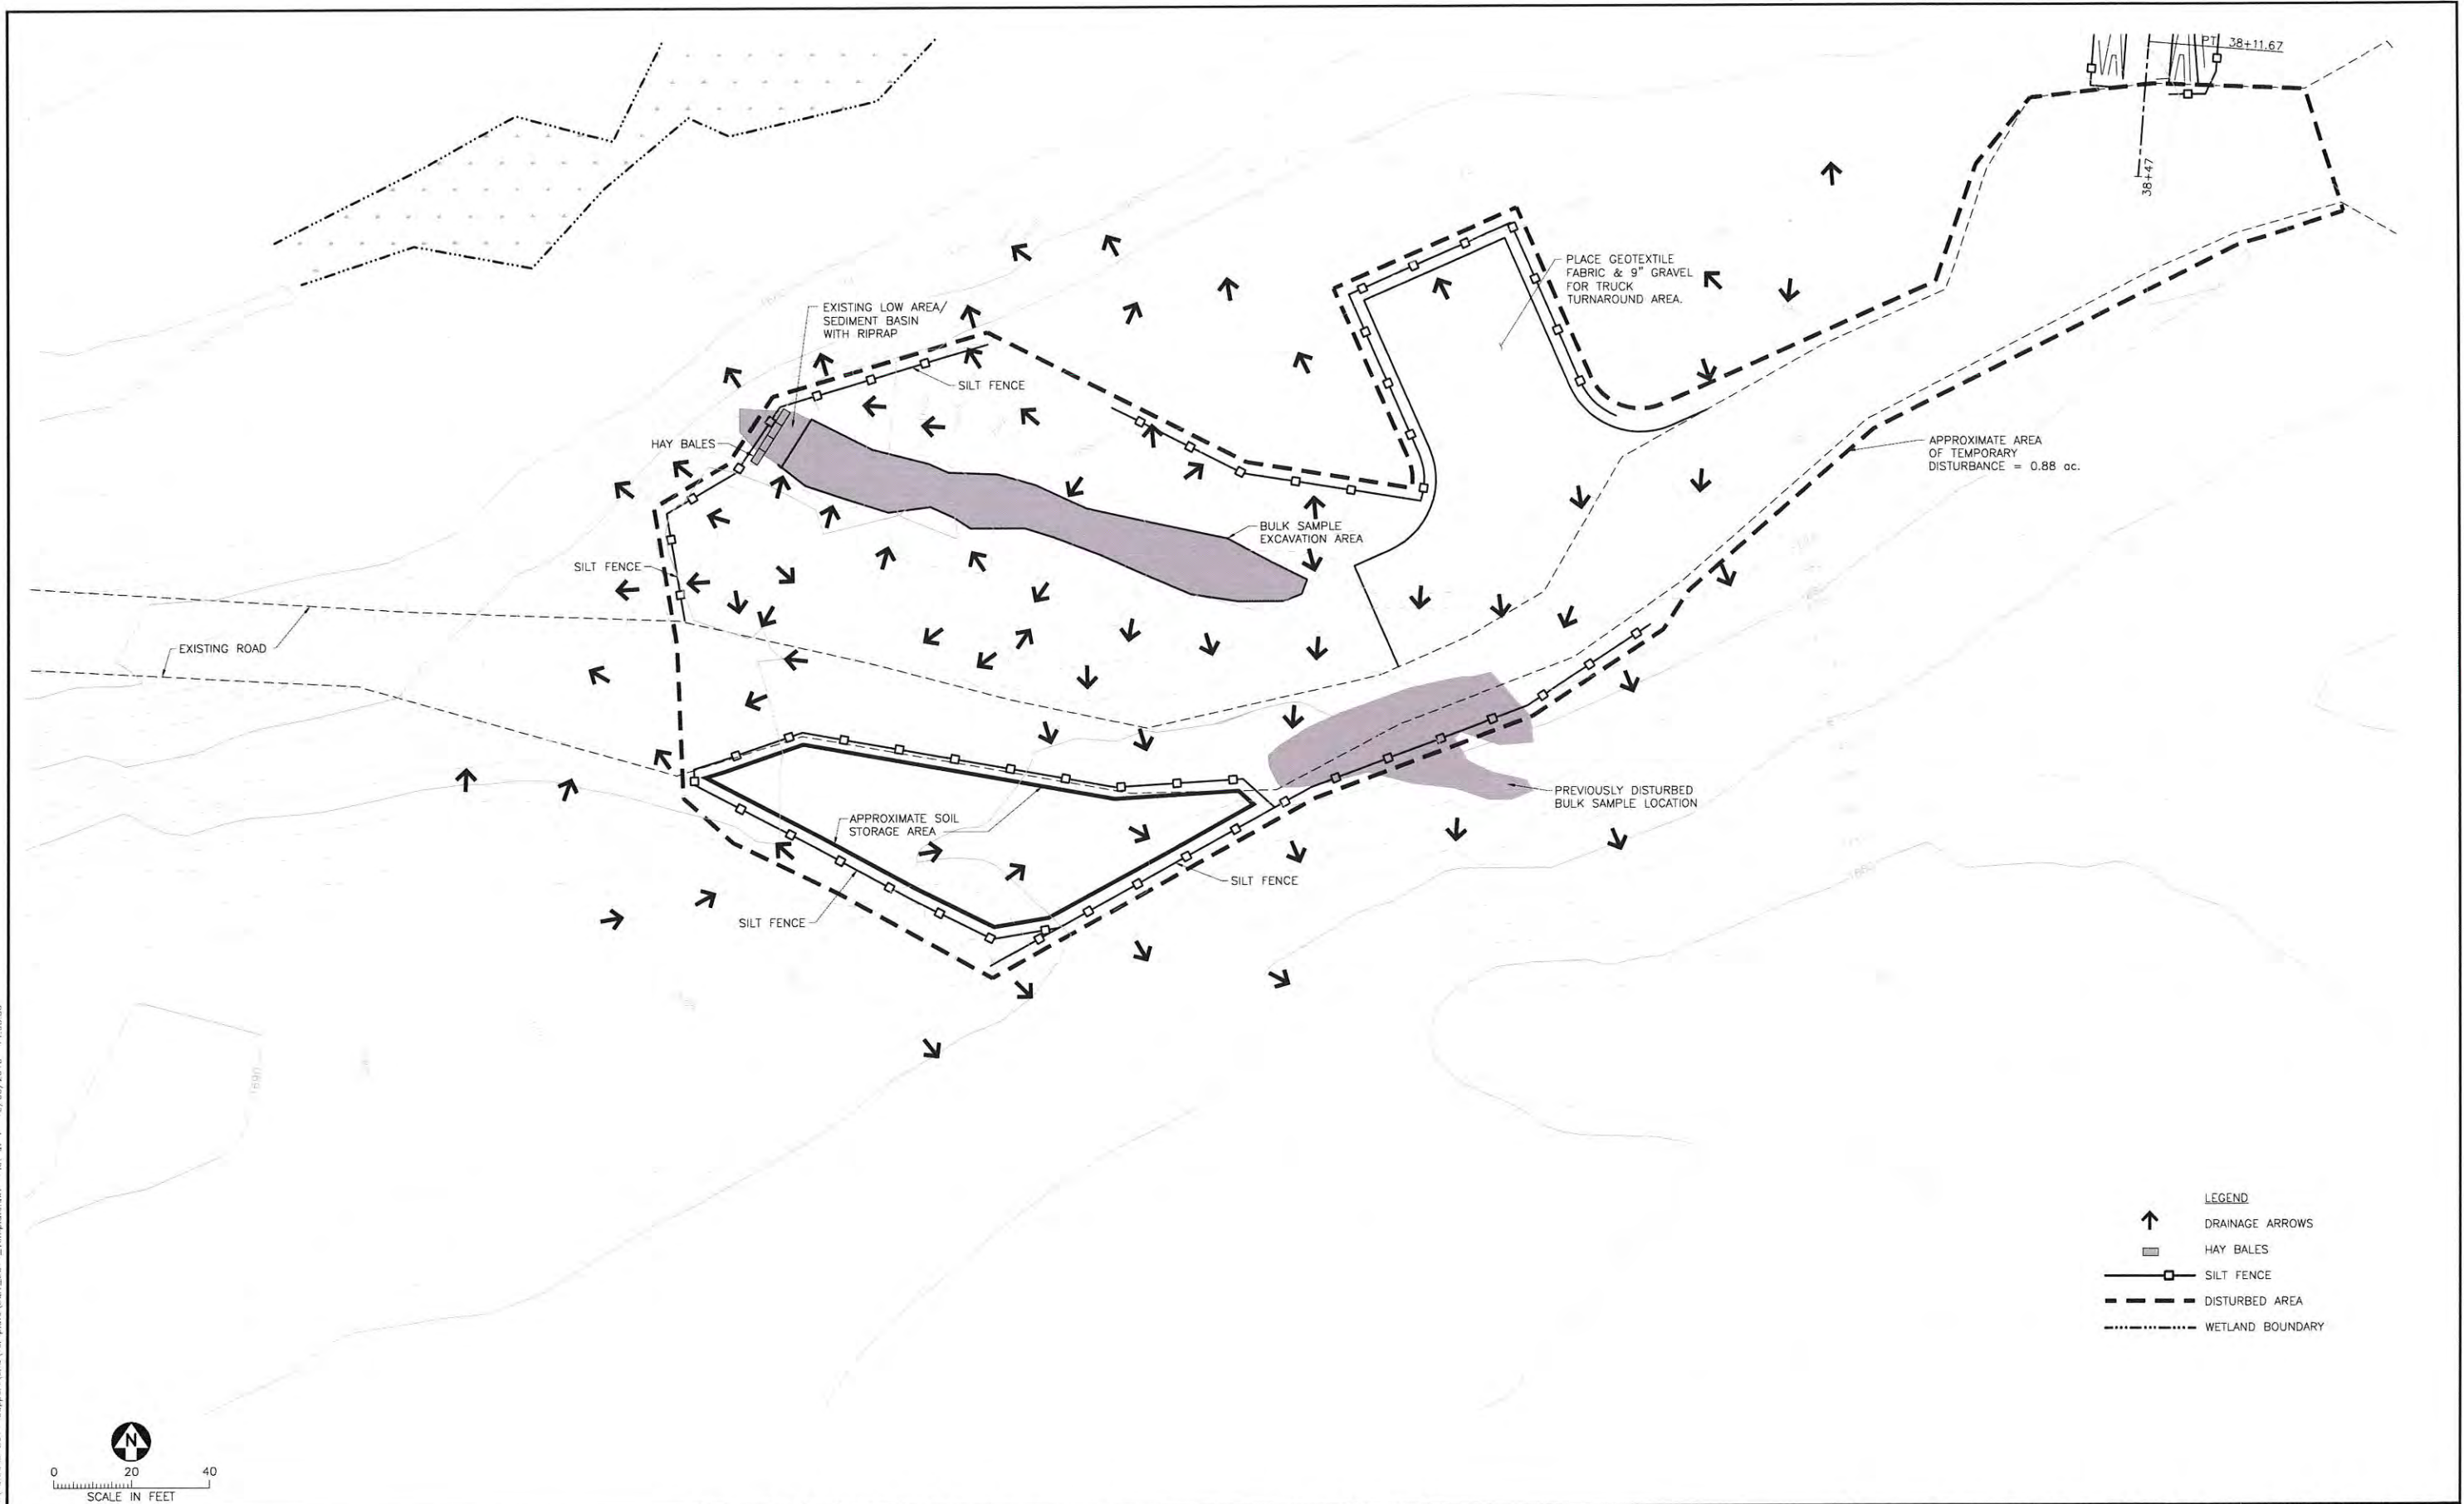 PT 38+11.67
38+47
PLACE GEOTEXTILE
FABRIC & 9" GRAVEL
FOR TRUCK
TURNAROUND AREA.
EXISTING LOW AREA/
SEDIMENT BASIN
WITH RIPRAP
SILT FENCE
HAY BALES
APPROXIMATE AREA
OF TEMPORARY
DISTURBANCE = 0.88 ac.
BULK SAMPLE
EXCAVATION AREA
SILT FENCE
EXISTING ROAD
PREVIOUSLY DISTURBED
BULK SAMPLE LOCATION
APPROXIMATE SOIL
STORAGE AREA
SILT FENCE
SILT FENCE
1680
1690
LEGEND
DRAINAGE ARROWS
HAY BALES
SILT FENCE
DISTURBED AREA
WETLAND BOUNDARY
N
0 20 40
SCALE IN FEET